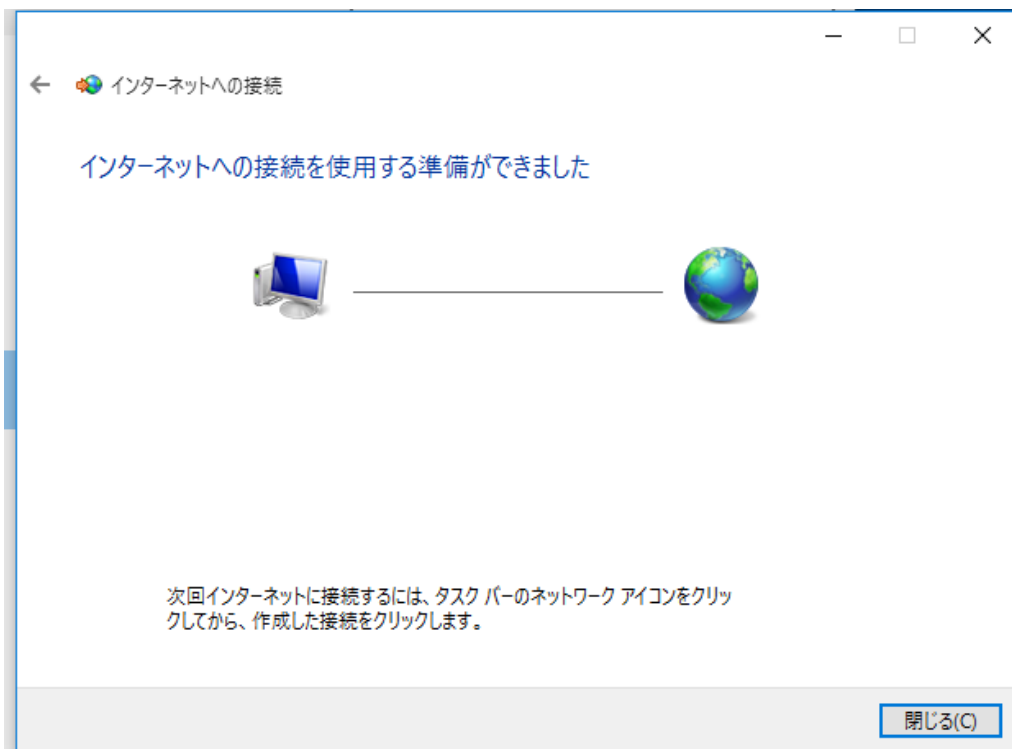 インターネットへの接続
インターネットへの接続を使用する準備ができました
次回インターネットに接続するには、タスク バーのネットワーク アイコンをクリッ
クしてから、作成した接続をクリックします。
閉じる(C)